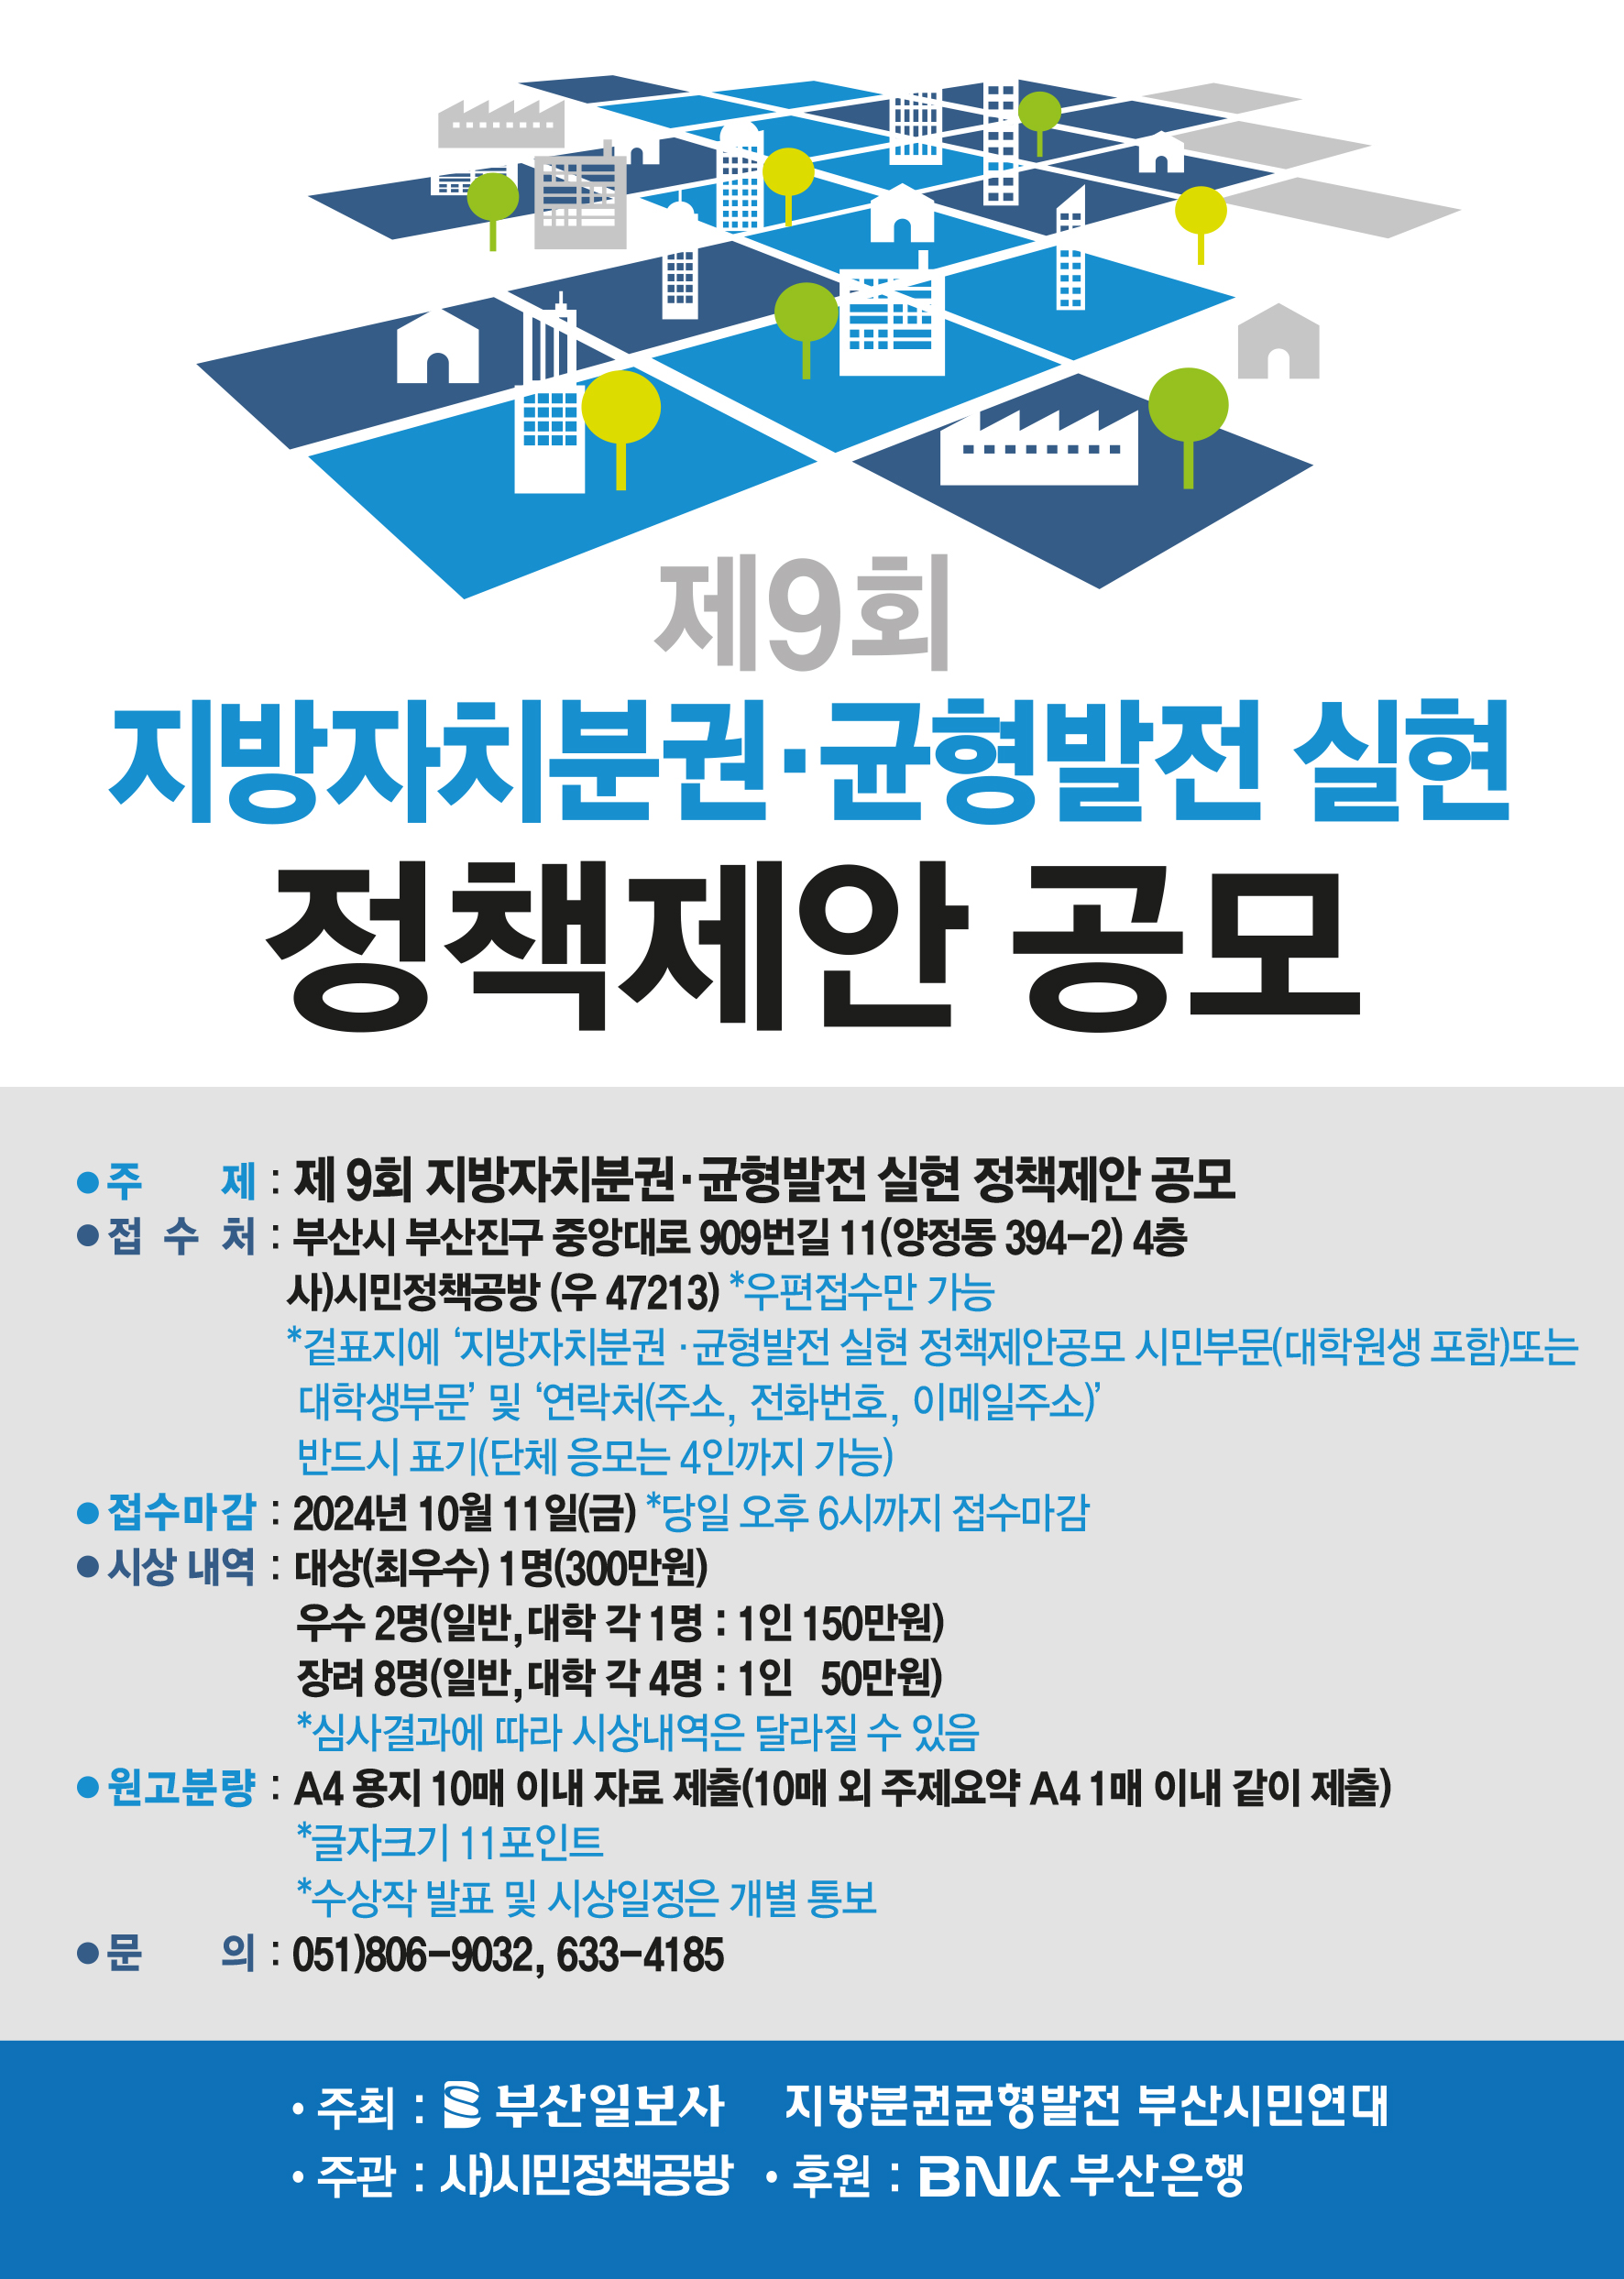 제9회
지방자치분권·균형발전 실현
정책제안 공모
● 주 제 : 제 9회 지방자치분권·균형발전 실현 정책제안 공모
● 접 수 처 : 부산시 부산진구 중앙대로 909번길 11(양정동 394-2) 4층
사)시민정책공방 (우 47213) *우편접수만 가능
*겉표지에 ‘지방자치분권 ·균형발전 실현 정책제안공모 시민부문(대학원생 포함)또는
대학생부문’ 및 ‘연락처(주소, 전화번호, 이메일주소)’
반드시 표기(단체 응모는 4인까지 가능)
● 접수마감 : 2024년 10월 11일(금) *당일 오후 6시까지 접수마감
● 시상 내역 : 대상(최우수) 1명(300만원)
우수 2명(일반,대학 각 1명 : 1인 150만원)
장려 8명(일반,대학 각 4명 : 1인 50만원)
*심사결과에 따라 시상내역은 달라질 수 있음
● 원고분량 : A4 용지 10매 이내 자료 제출(10매 외 주제요약 A4 1매 이내 같이 제출)
*글자크기 11포인트
*수상작 발표 및 시상일정은 개별 통보
● 문 의 : 051)806-9032, 633-4185
• 주최 : 부산일보사 지방분권균형발전 부산시민연대
• 주관 : 사)시민정책공방 • 후원 : BNK 부산은행